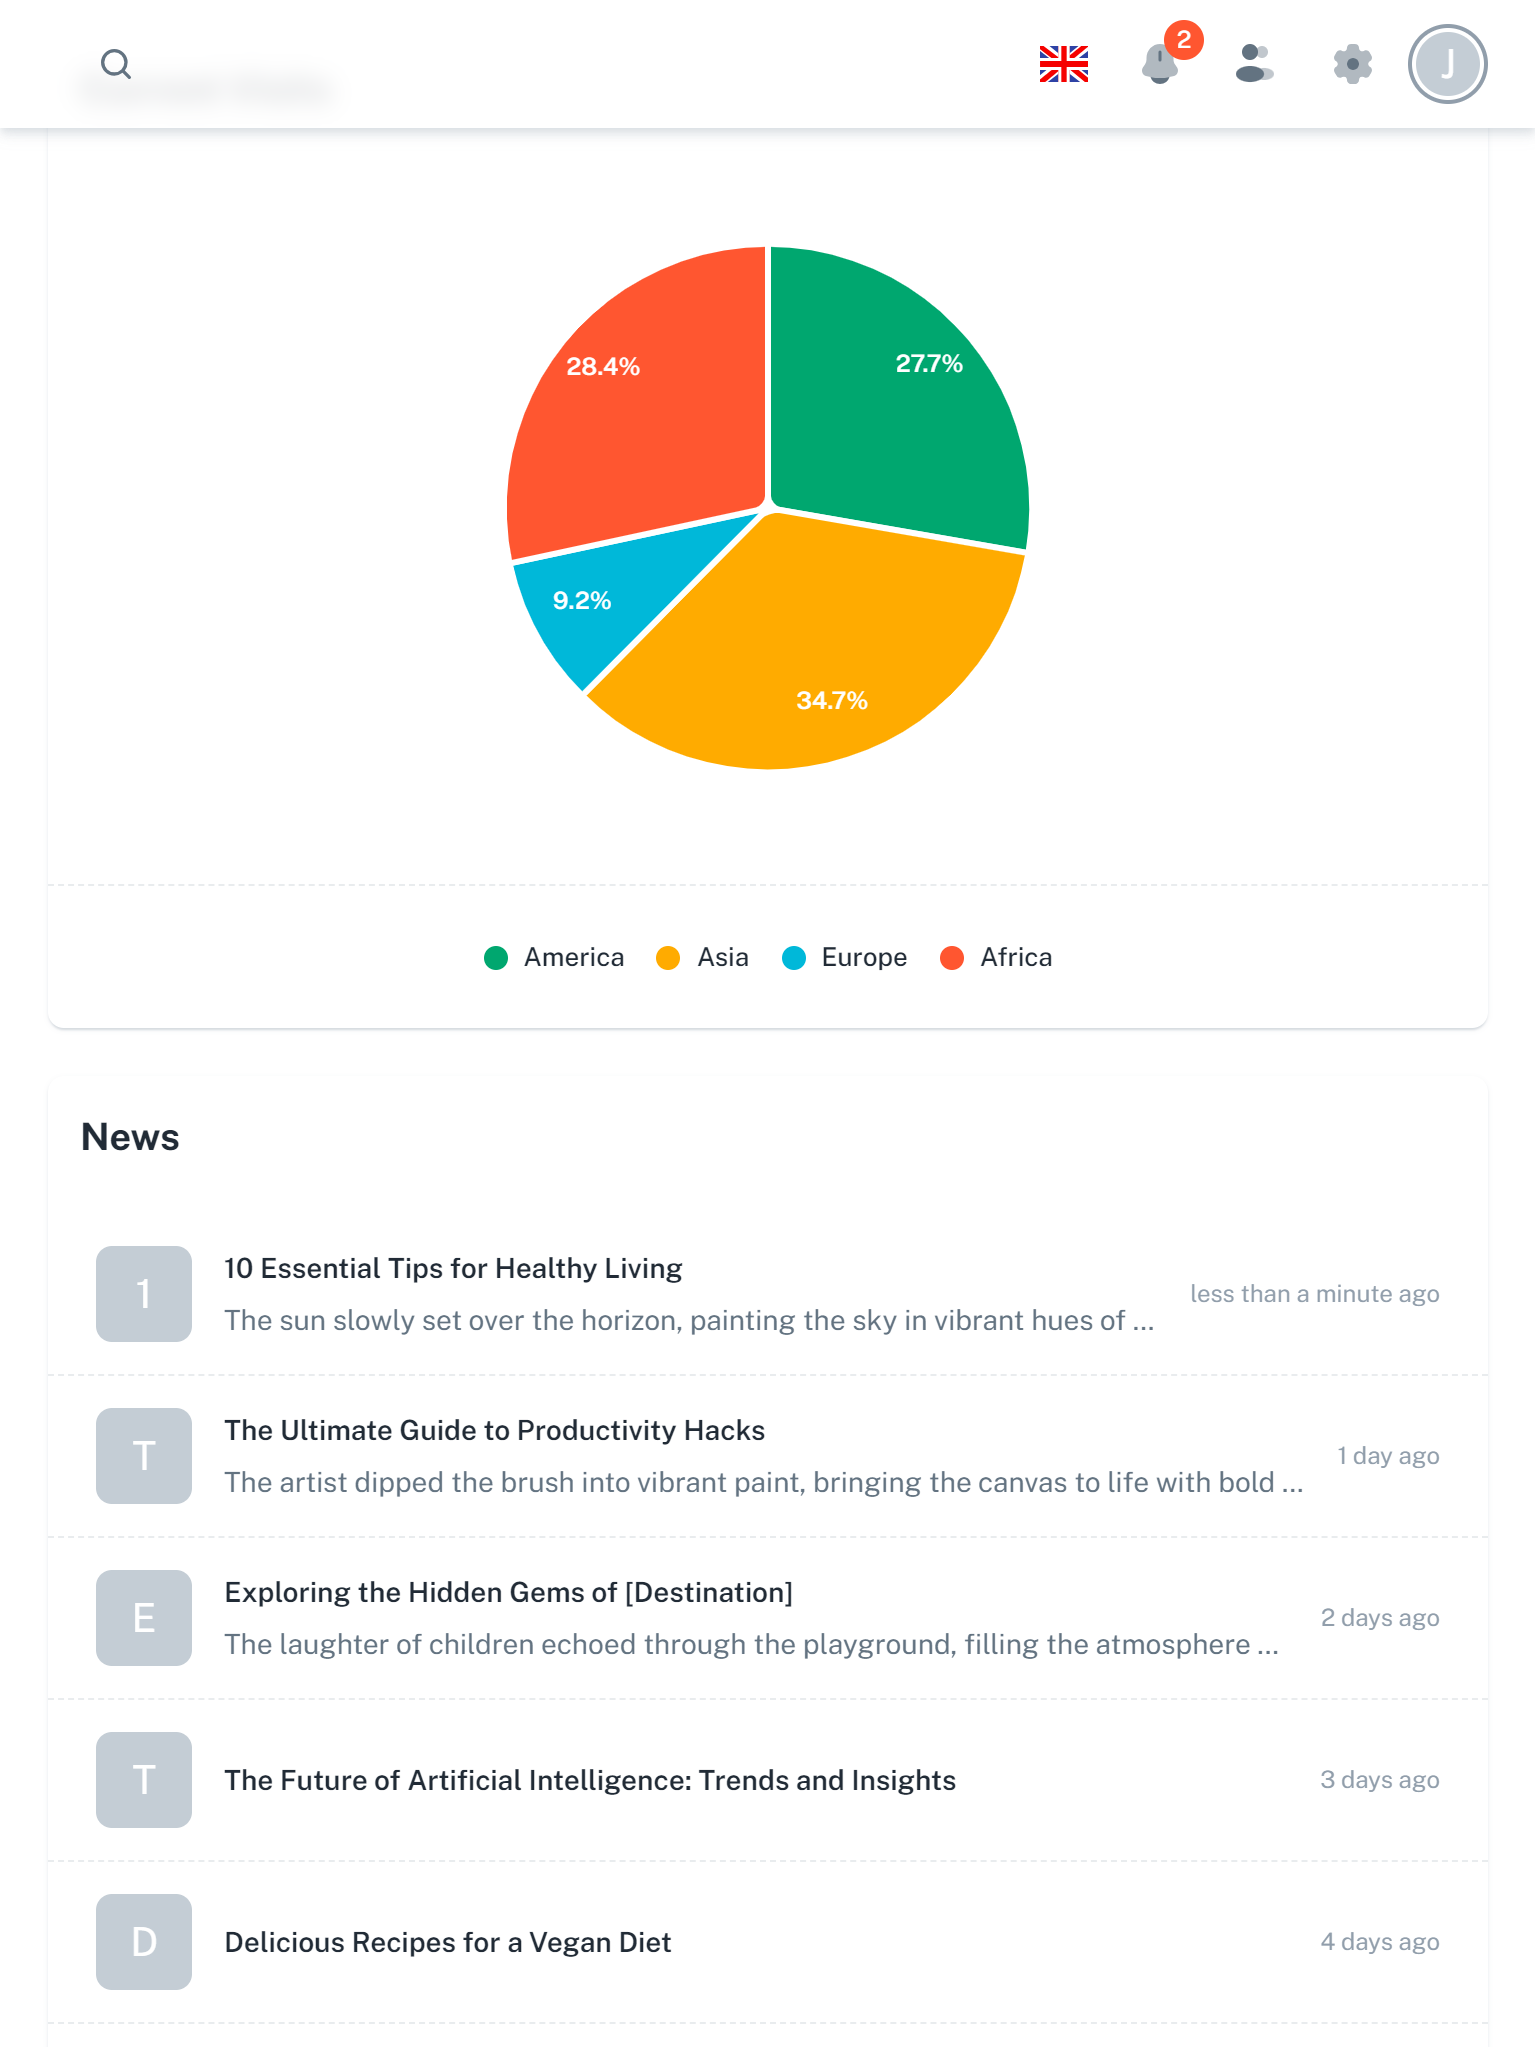 2
J
28.4%
27.7%
9.2%
34.7%
America
Asia
Europe
Africa
News
1
10 Essential Tips for Healthy Living
The sun slowly set over the horizon, painting the sky in vibrant hues of ...
less than a minute ago
T
The Ultimate Guide to Productivity Hacks
The artist dipped the brush into vibrant paint, bringing the canvas to life with bold ...
1 day ago
E
Exploring the Hidden Gems of [Destination]
The laughter of children echoed through the playground, filling the atmosphere ...
2 days ago
T
The Future of Artificial Intelligence: Trends and Insights
3 days ago
D
Delicious Recipes for a Vegan Diet
4 days ago